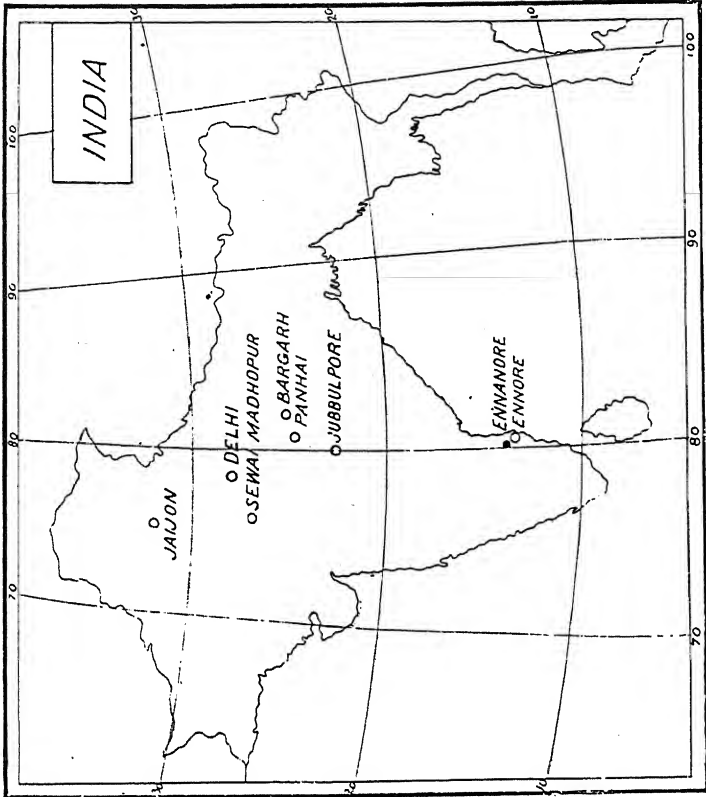 70 80 90 100
INDIA
30 30
JAIJON
DELHI
SEWAI MADHOPUR
BARGARH
PANHAI
JUBBULPORE
20 20
ENNANDORE
ENNORE
10 10
70 80 90 100